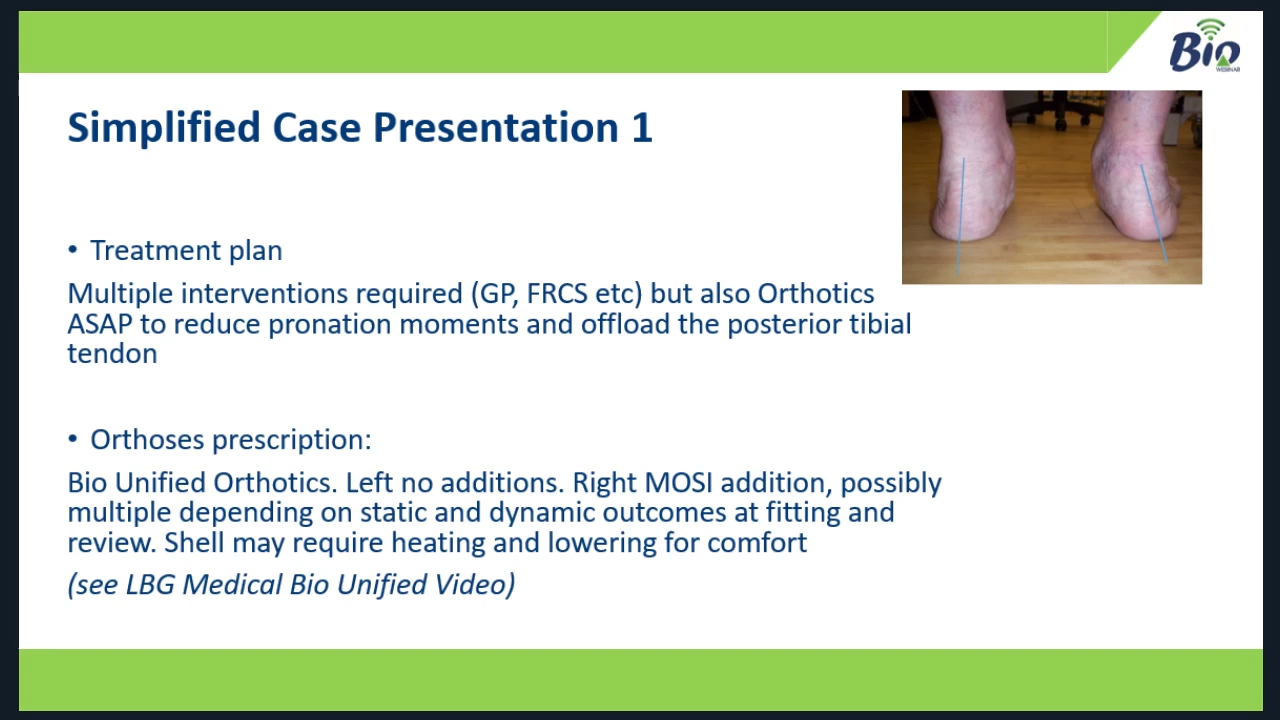 Bio
WEBINAR
Simplified Case Presentation 1
• Treatment plan
Multiple interventions required (GP, FRCS etc) but also Orthotics
ASAP to reduce pronation moments and offload the posterior tibial
tendon
• Orthoses prescription:
Bio Unified Orthotics. Left no additions. Right MOSI addition, possibly
multiple depending on static and dynamic outcomes at fitting and
review. Shell may require heating and lowering for comfort
(see LBG Medical Bio Unified Video)